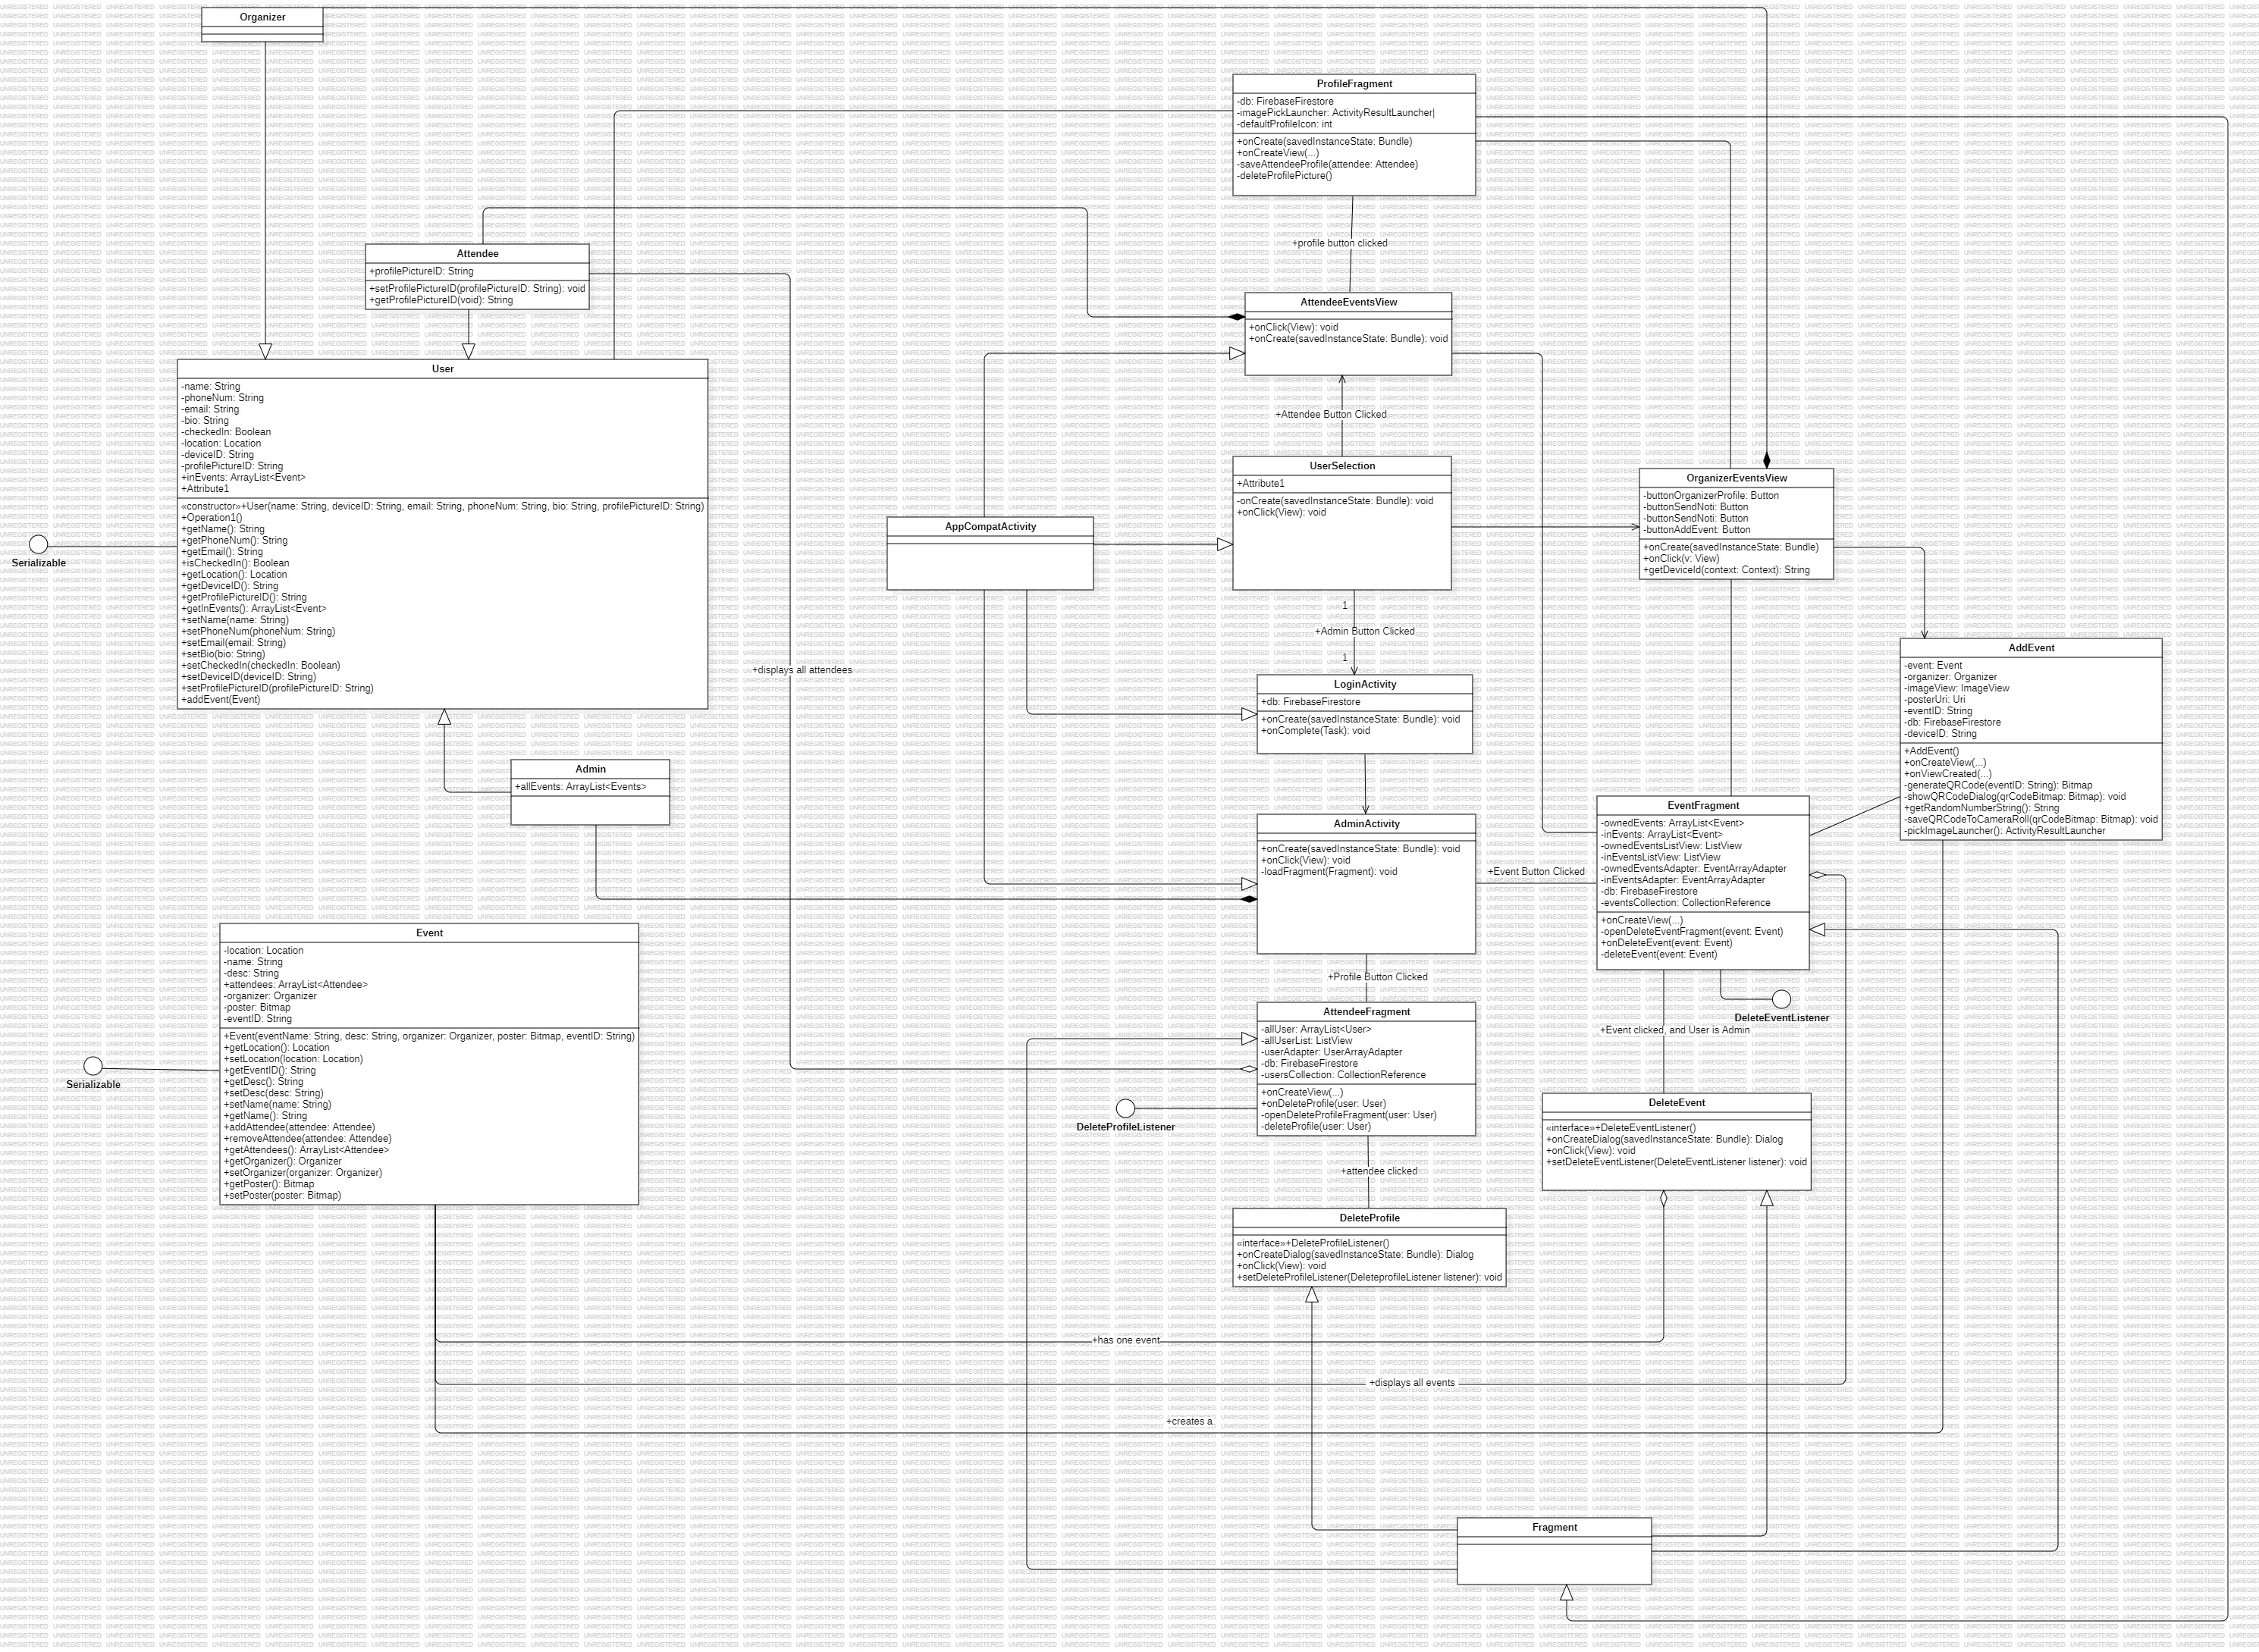 Organizer
ProfileFragment
-db: FirebaseFirestore
-imagePickLauncher: ActivityResultLauncher|
-defaultProfileIcon: int
+onCreate(savedInstanceState: Bundle)
+onCreateView(...)
-saveAttendeeProfile(attendee: Attendee)
-deleteProfilePicture()
+profile button clicked
Attendee
+profilePictureID: String
+setProfilePictureID(profilePictureID: String): void
+getProfilePictureID(void): String
AttendeeEventsView
+onClick(View): void
+onCreate(savedInstanceState: Bundle): void
+Attendee Button Clicked
User
-name: String
-phoneNum: String
-email: String
-bio: String
-checkedIn: Boolean
-location: Location
-deviceID: String
-profilePictureID: String
+inEvents: ArrayList<Event>
+Attribute1
«constructor»+User(name: String, deviceID: String, email: String, phoneNum: String, bio: String, profilePictureID: String)
+Operation1()
+getName(): String
+getPhoneNum(): String
+getEmail(): String
+isCheckedIn(): Boolean
+getLocation(): Location
+getDeviceID(): String
+getProfilePictureID(): String
+getInEvents(): ArrayList<Event>
+setName(name: String)
+setPhoneNum(phoneNum: String)
+setEmail(email: String)
+setBio(bio: String)
+setCheckedIn(checkedIn: Boolean)
+setDeviceID(deviceID: String)
+setProfilePictureID(profilePictureID: String)
+addEvent(Event)
Serializable
UserSelection
+Attribute1
-onCreate(savedInstanceState: Bundle): void
+onClick(View): void
AppCompatActivity
OrganizerEventsView
-buttonOrganizerProfile: Button
-buttonSendNoti: Button
-buttonSendNoti: Button
-buttonAddEvent: Button
+onCreate(savedInstanceState: Bundle)
+onClick(v: View)
+getDeviceId(context: Context): String
1
+Admin Button Clicked
1
+displays all attendees
LoginActivity
+db: FirebaseFirestore
+onCreate(savedInstanceState: Bundle): void
+onComplete(Task): void
AddEvent
-event: Event
-organizer: Organizer
-imageView: ImageView
-posterUri: Uri
-eventID: String
-db: FirebaseFirestore
-deviceID: String
+AddEvent()
+onCreateView(...)
+onViewCreated(...)
-generateQRCode(eventID: String): Bitmap
-showQRCodeDialog(qrCodeBitmap: Bitmap): void
+getRandomNumberString(): String
-saveQRCodeToCameraRoll(qrCodeBitmap: Bitmap): void
-pickImageLauncher(): ActivityResultLauncher
Admin
+allEvents: ArrayList<Events>
AdminActivity
+onCreate(savedInstanceState: Bundle): void
+onClick(View): void
-loadFragment(Fragment): void
+Event Button Clicked
EventFragment
-ownedEvents: ArrayList<Event>
-inEvents: ArrayList<Event>
-ownedEventsListView: ListView
-inEventsListView: ListView
-ownedEventsAdapter: EventArrayAdapter
-inEventsAdapter: EventArrayAdapter
-db: FirebaseFirestore
-eventsCollection: CollectionReference
+onCreateView(...)
-openDeleteEventFragment(event: Event)
+onDeleteEvent(event: Event)
-deleteEvent(event: Event)
Event
-location: Location
-name: String
-desc: String
+attendees: ArrayList<Attendee>
-organizer: Organizer
-poster: Bitmap
-eventID: String
+Event(eventName: String, desc: String, organizer: Organizer, poster: Bitmap, eventID: String)
+getLocation(): Location
+setLocation(location: Location)
+getEventID(): String
+getDesc(): String
+setDesc(desc: String)
+setName(name: String)
+getName(): String
+addAttendee(attendee: Attendee)
+removeAttendee(attendee: Attendee)
+getAttendees(): ArrayList<Attendee>
+getOrganizer(): Organizer
+setOrganizer(organizer: Organizer)
+getPoster(): Bitmap
+setPoster(poster: Bitmap)
Serializable
+Profile Button Clicked
AttendeeFragment
-allUser: ArrayList<User>
-allUserList: ListView
-userAdapter: UserArrayAdapter
-db: FirebaseFirestore
-usersCollection: CollectionReference
+onCreateView(...)
+onDeleteProfile(user: User)
-openDeleteProfileFragment(user: User)
-deleteProfile(user: User)
DeleteProfileListener
DeleteEventListener
+Event clicked, and User is Admin
DeleteEvent
«interface»+DeleteEventListener()
+onCreateDialog(savedInstanceState: Bundle): Dialog
+onClick(View): void
+setDeleteEventListener(DeleteEventListener listener): void
+attendee clicked
DeleteProfile
«interface»+DeleteProfileListener()
+onCreateDialog(savedInstanceState: Bundle): Dialog
+onClick(View): void
+setDeleteProfileListener(DeleteprofileListener listener): void
+has one event
+displays all events
+creates a
Fragment
UNREGISTERED